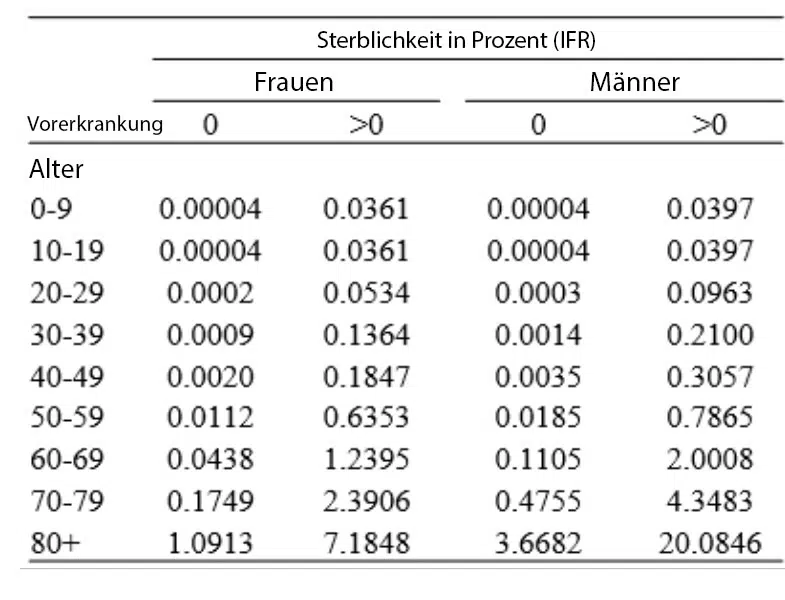 Sterblichkeit in Prozent (IFR)
Frauen Männer
Vorerkrankung 0 >0 0 >0
Alter
0-9 0.00004 0.0361 0.00004 0.0397
10-19 0.00004 0.0361 0.00004 0.0397
20-29 0.0002 0.0534 0.0003 0.0963
30-39 0.0009 0.1364 0.0014 0.2100
40-49 0.0020 0.1847 0.0035 0.3057
50-59 0.0112 0.6353 0.0185 0.7865
60-69 0.0438 1.2395 0.1105 2.0008
70-79 0.1749 2.3906 0.4755 4.3483
80+ 1.0913 7.1848 3.6682 20.0846